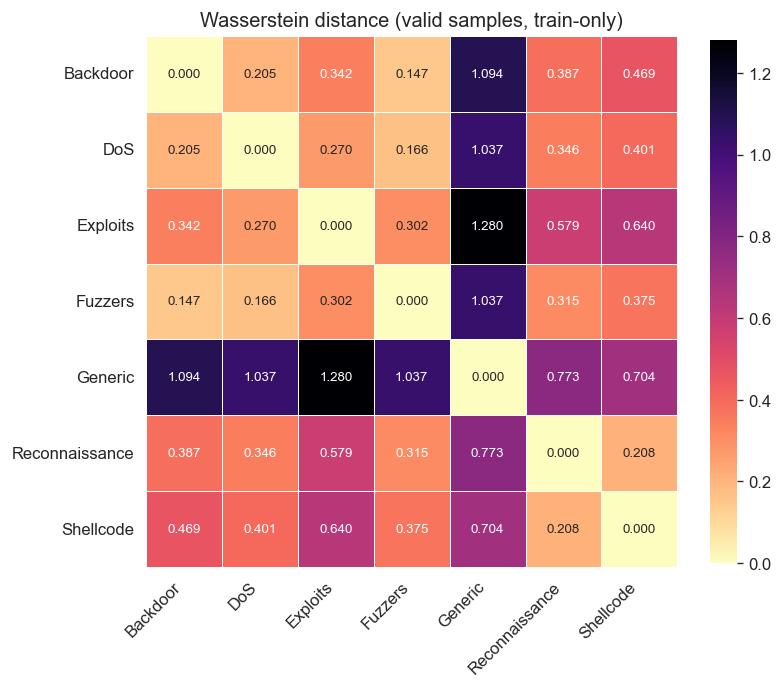 Wasserstein distance (valid samples, train-only)
Backdoor 0.000 0.205 0.342 0.147 1.094 0.387 0.469
DoS 0.205 0.000 0.270 0.166 1.037 0.346 0.401
Exploits 0.342 0.270 0.000 0.302 1.280 0.579 0.640
Fuzzers 0.147 0.166 0.302 0.000 1.037 0.315 0.375
Generic 1.094 1.037 1.280 1.037 0.000 0.773 0.704
Reconnaissance 0.387 0.346 0.579 0.315 0.773 0.000 0.208
Shellcode 0.469 0.401 0.640 0.375 0.704 0.208 0.000
Backdoor
DoS
Exploits
Fuzzers
Generic
Reconnaissance
Shellcode
1.2
1.0
0.8
0.6
0.4
0.2
0.0